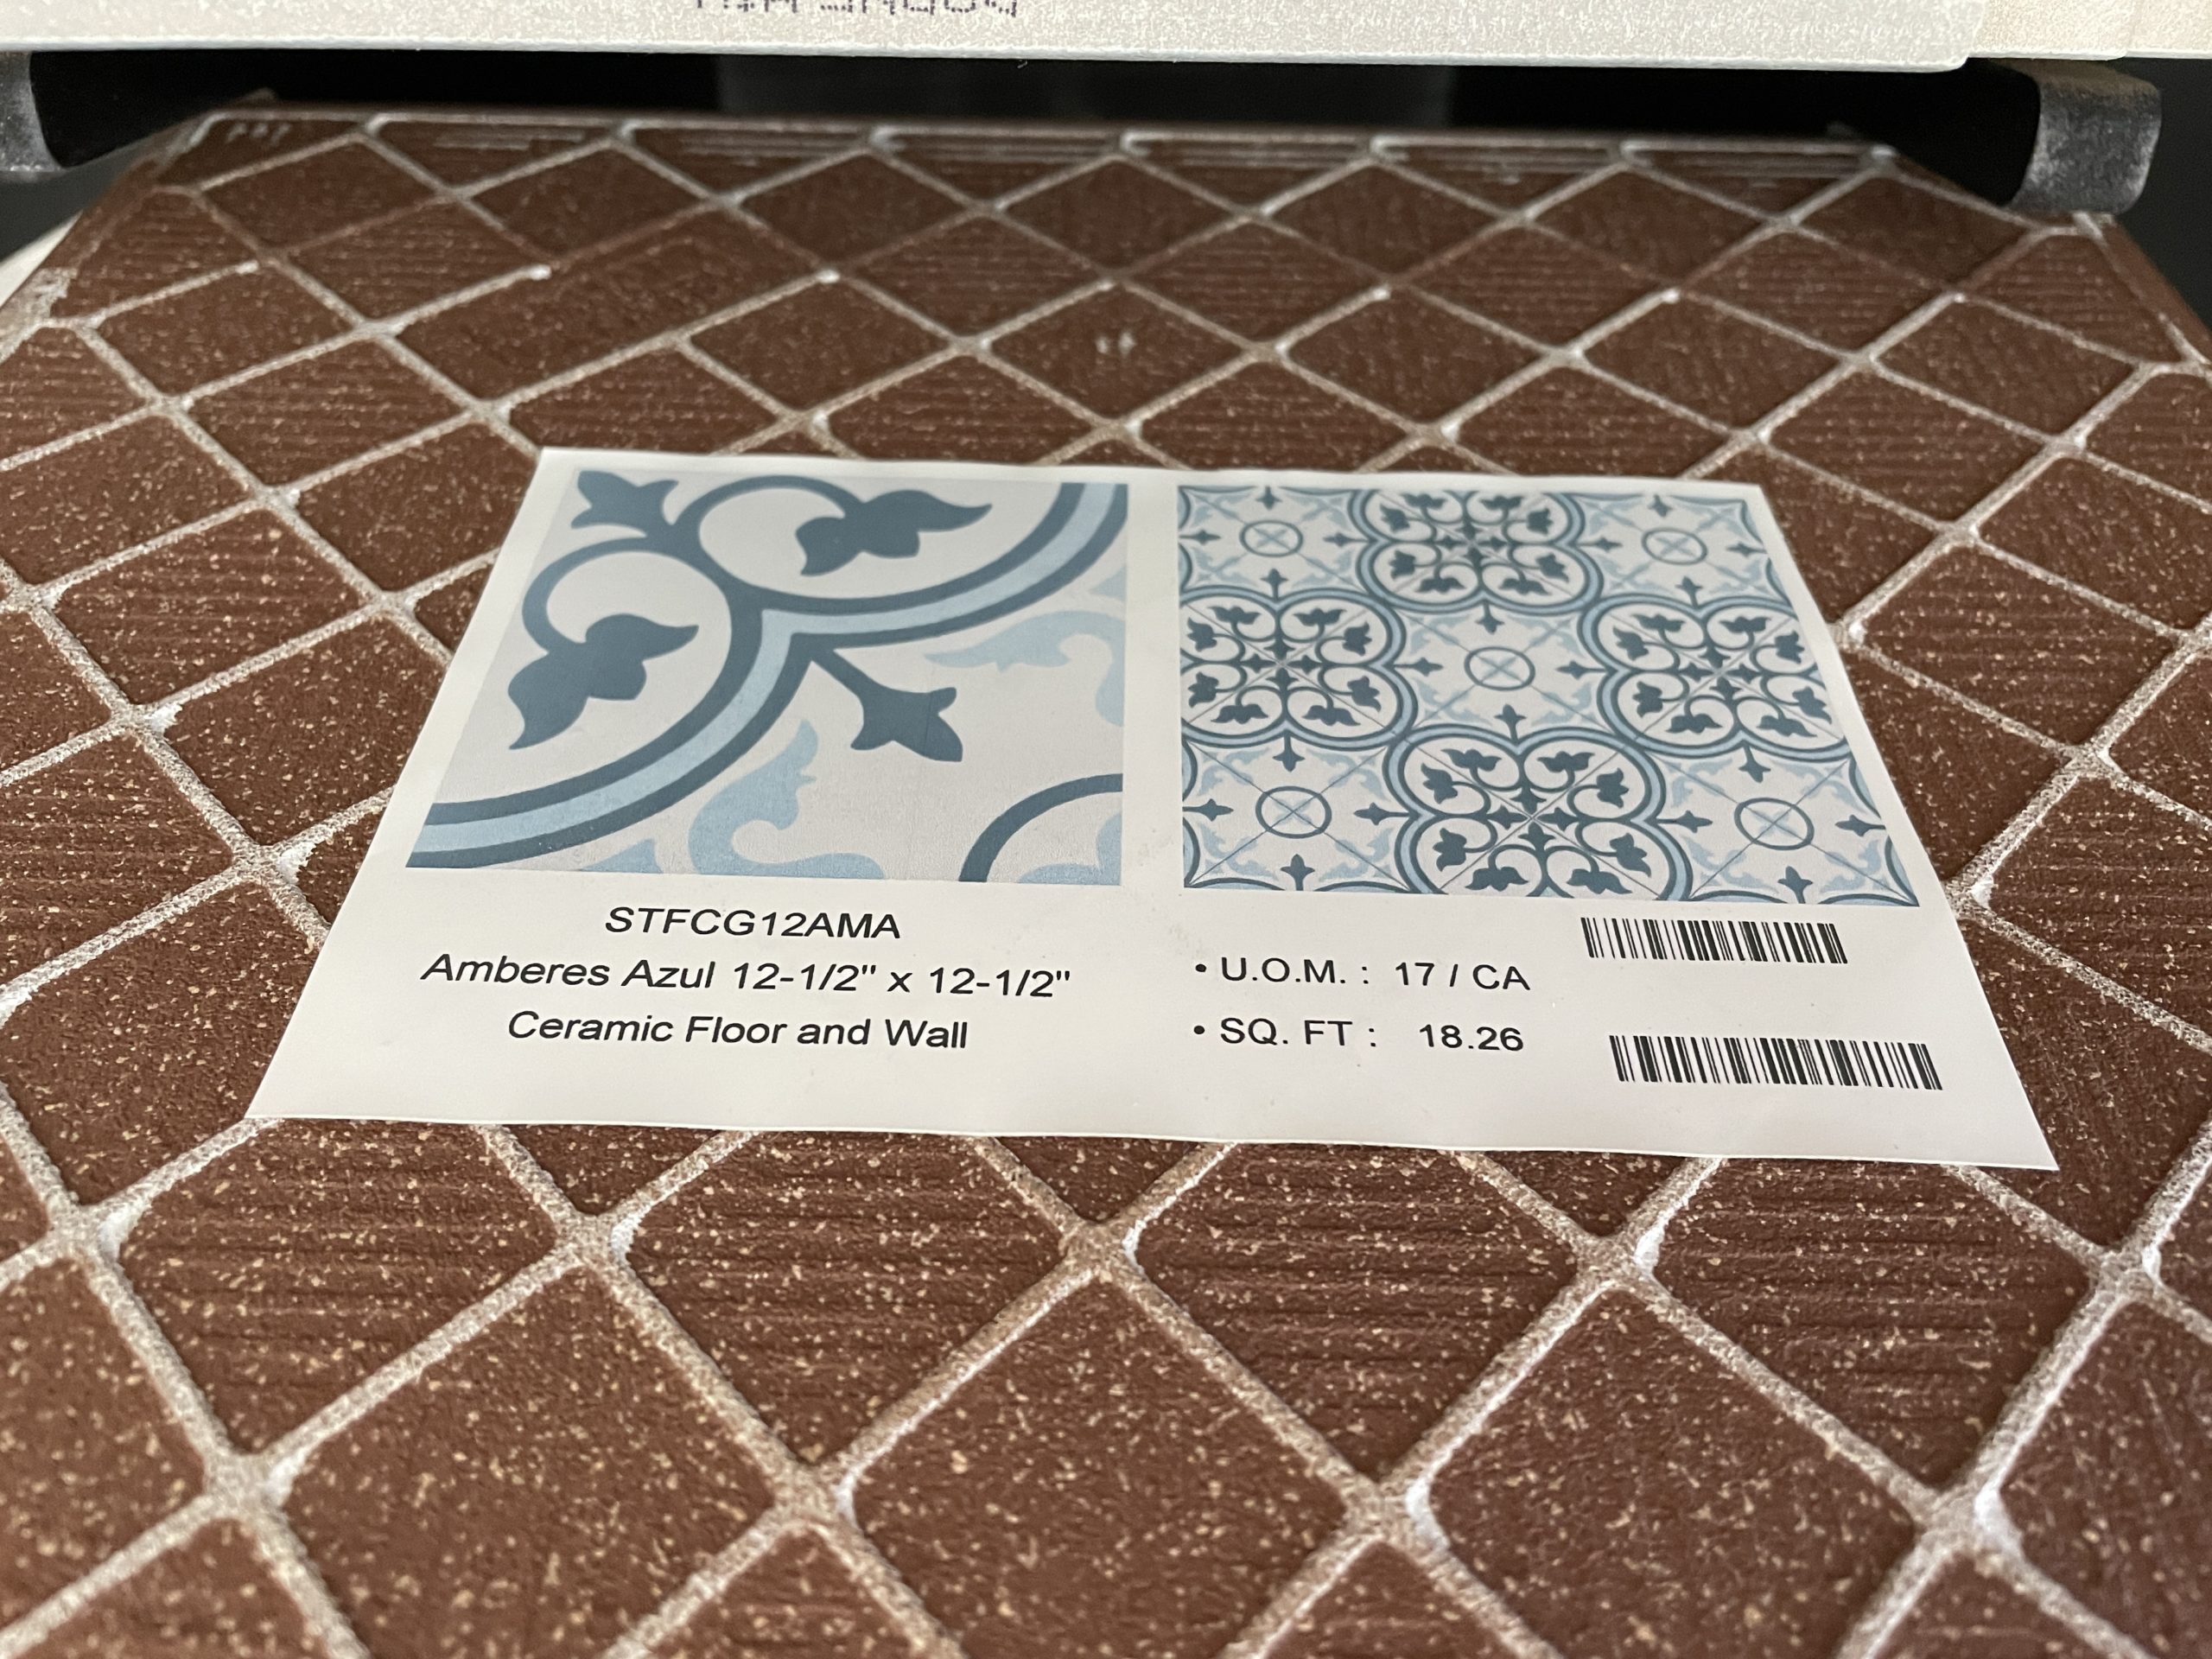 STFCG12AMA
Amberes Azul 12-1/2" x 12-1/2"
Ceramic Floor and Wall
• U.O.M. : 17 / CA
• SQ. FT : 18.26